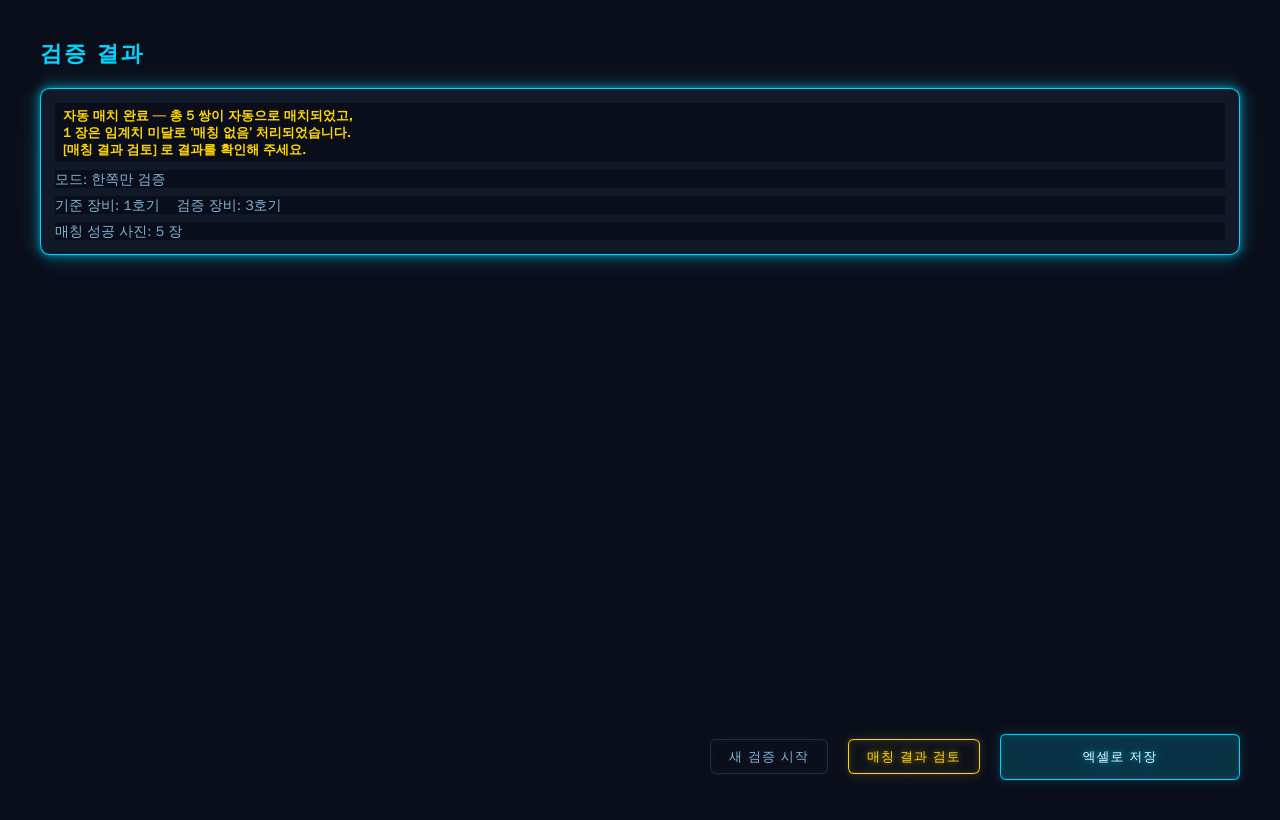 검증 결과
자동 매치 완료 — 총 5 쌍이 자동으로 매치되었고,
1 장은 임계치 미달로 ‘매칭 없음’ 처리되었습니다.
[매칭 결과 검토] 로 결과를 확인해 주세요.
모드: 한쪽만 검증
기준 장비: 1호기    검증 장비: 3호기
매칭 성공 사진: 5 장
새 검증 시작
매칭 결과 검토
엑셀로 저장